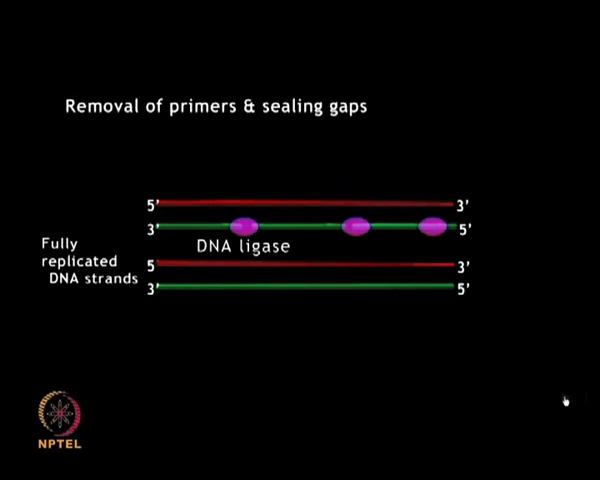 Removal of primers & sealing gaps
5' 3'
3' 5'
DNA ligase
Fully
replicated
DNA strands
5' 3'
3' 5'
NPTEL